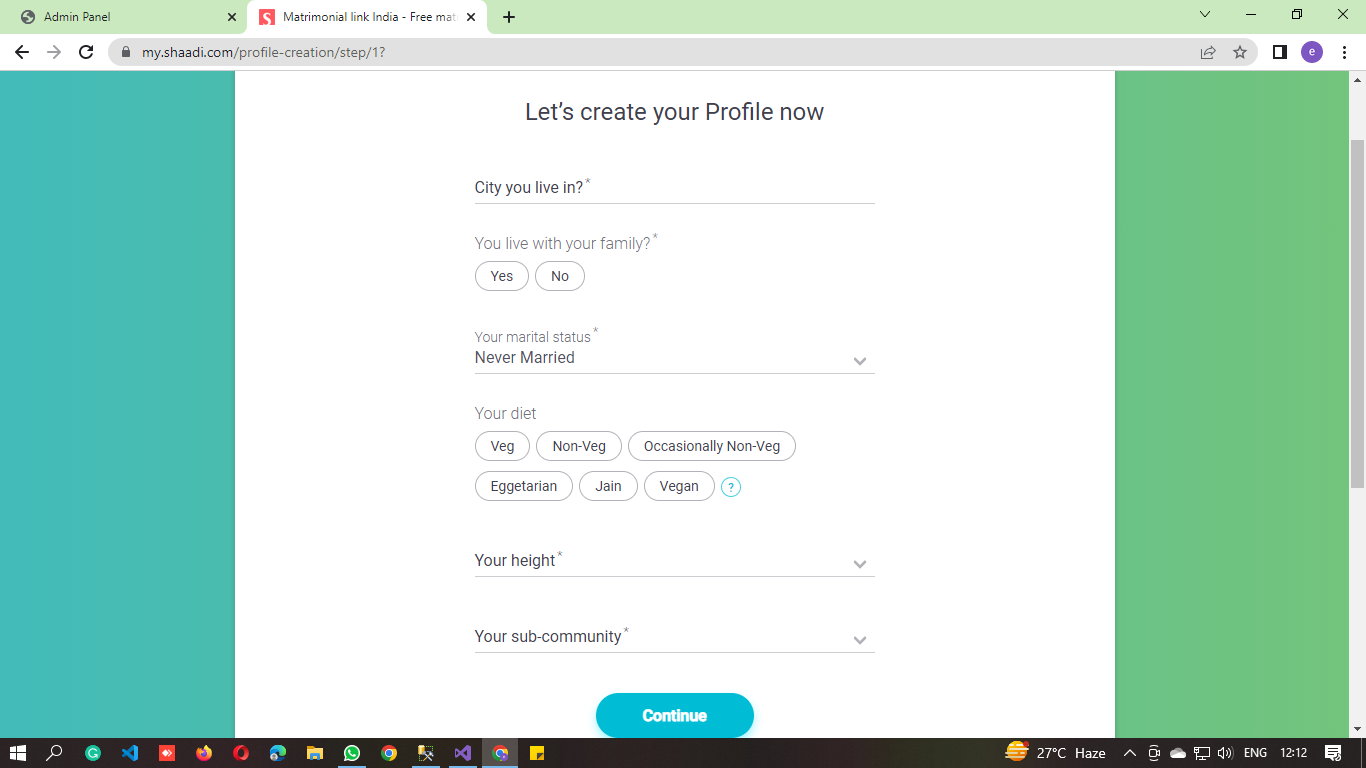 Admin Panel
Matrimonial link India - Free mat
my.shaadi.com/profile-creation/step/1?
e
Let’s create your Profile now
City you live in?*
You live with your family?*
Yes No
Your marital status*
Never Married
Your diet
Veg Non-Veg Occasionally Non-Veg
Eggetarian Jain Vegan ?
Your height*
Your sub-community*
Continue
27°C Haze ENG 12:12